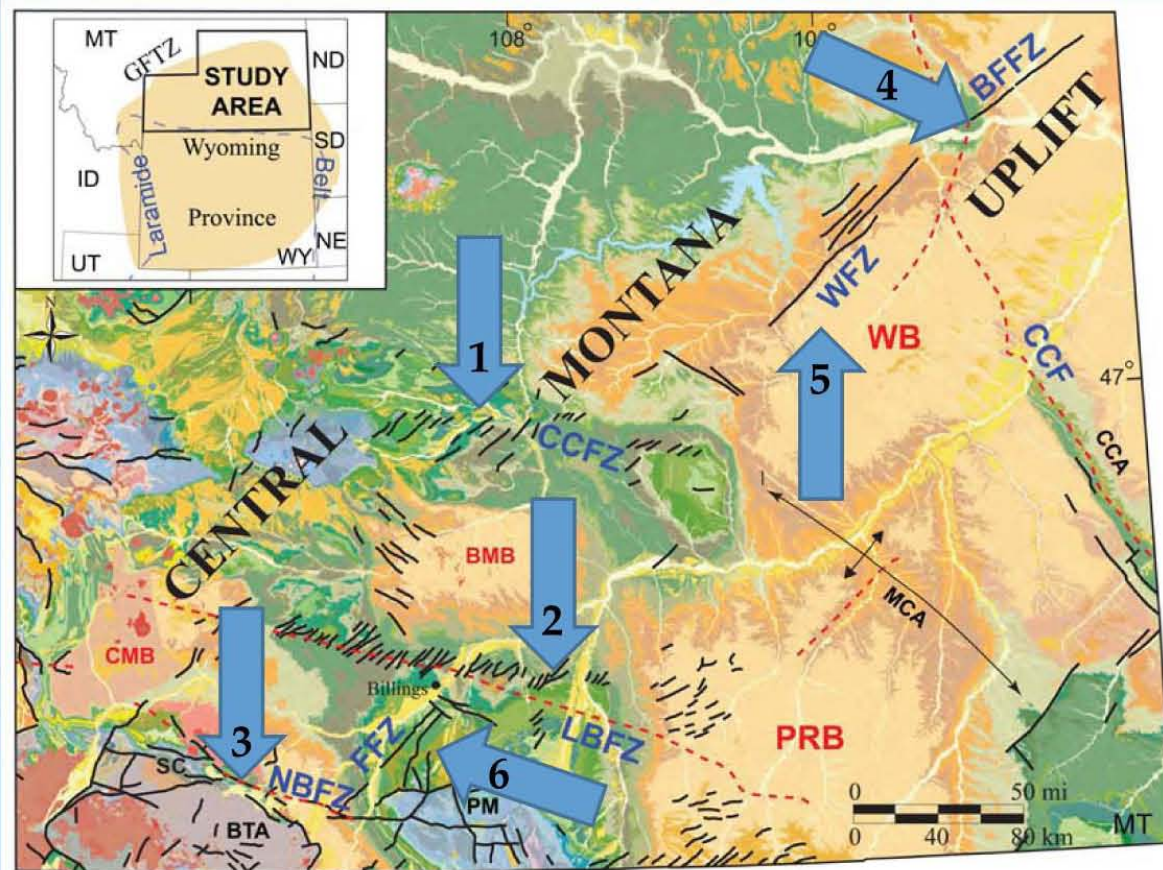 MT
GFTZ
ND
STUDY
AREA
SD
Wyoming
ID
Laramide
Belt
Province
NE
WY
UT
108°
4
BFFZ
UPLIFT
MONTANA
WFZ
WB
1
5
CCF
47°
N
CCFZ
CCA
CENTRAL
BMB
2
MCA
CMB
Billings
3
FFZ
LBFZ
PRB
SC
NBFZ
6
PM
BTA
0
50 mi
0
40
80 km
MT